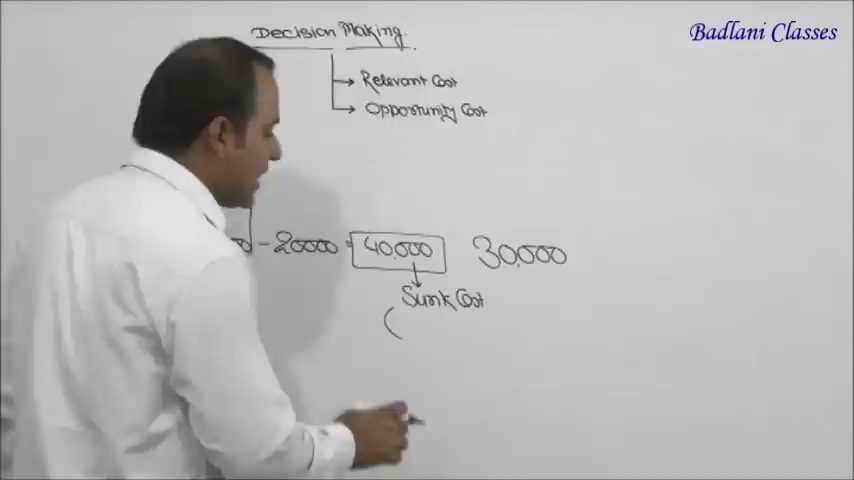 Badlani Classes
Decision Making.
Relevant Cost
Opportunity Cost
- 20000 = 40,000 30,000
Sunk Cost
(